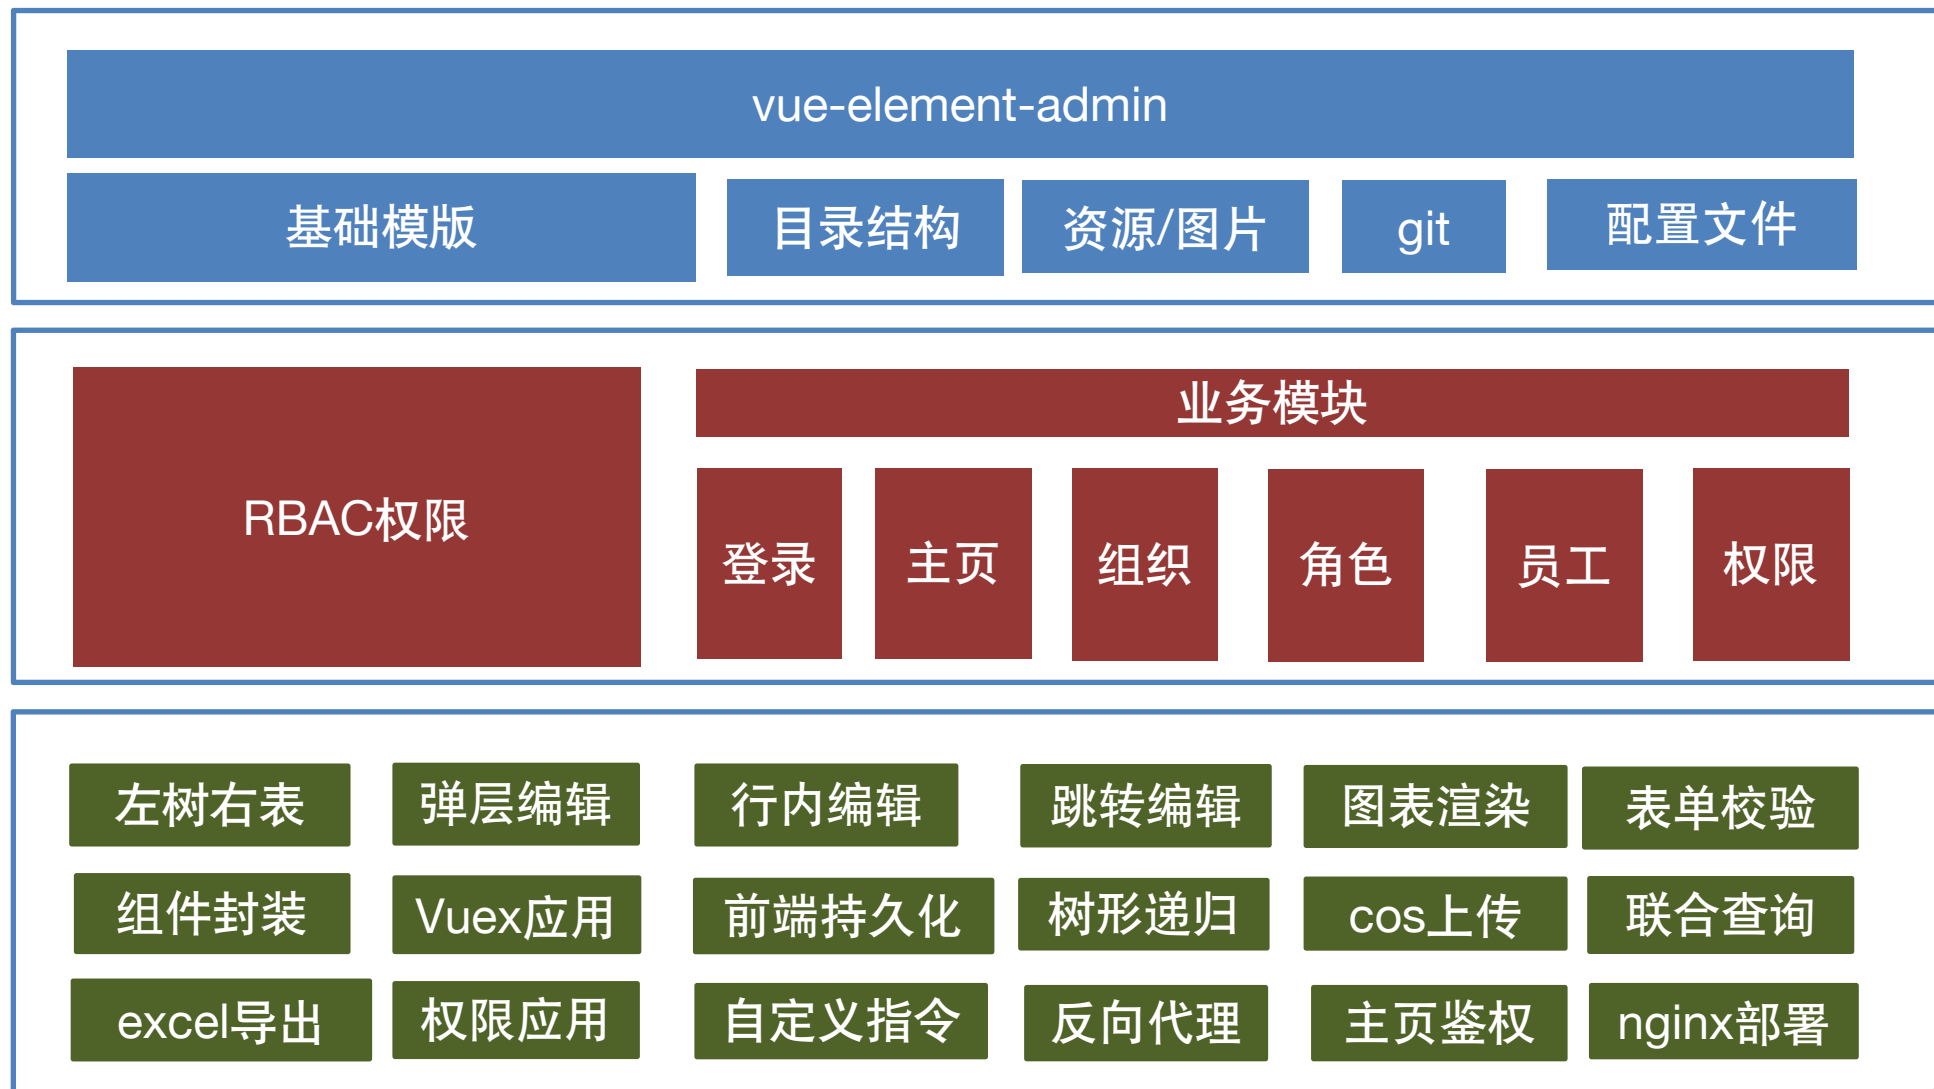 vue-element-admin
基础模版
目录结构
资源/图片
git
配置文件
RBAC权限
业务模块
登录
主页
组织
角色
员工
权限
左树右表
弹层编辑
行内编辑
跳转编辑
图表渲染
表单校验
组件封装
Vuex应用
前端持久化
树形递归
cos上传
联合查询
excel导出
权限应用
自定义指令
反向代理
主页鉴权
nginx部署